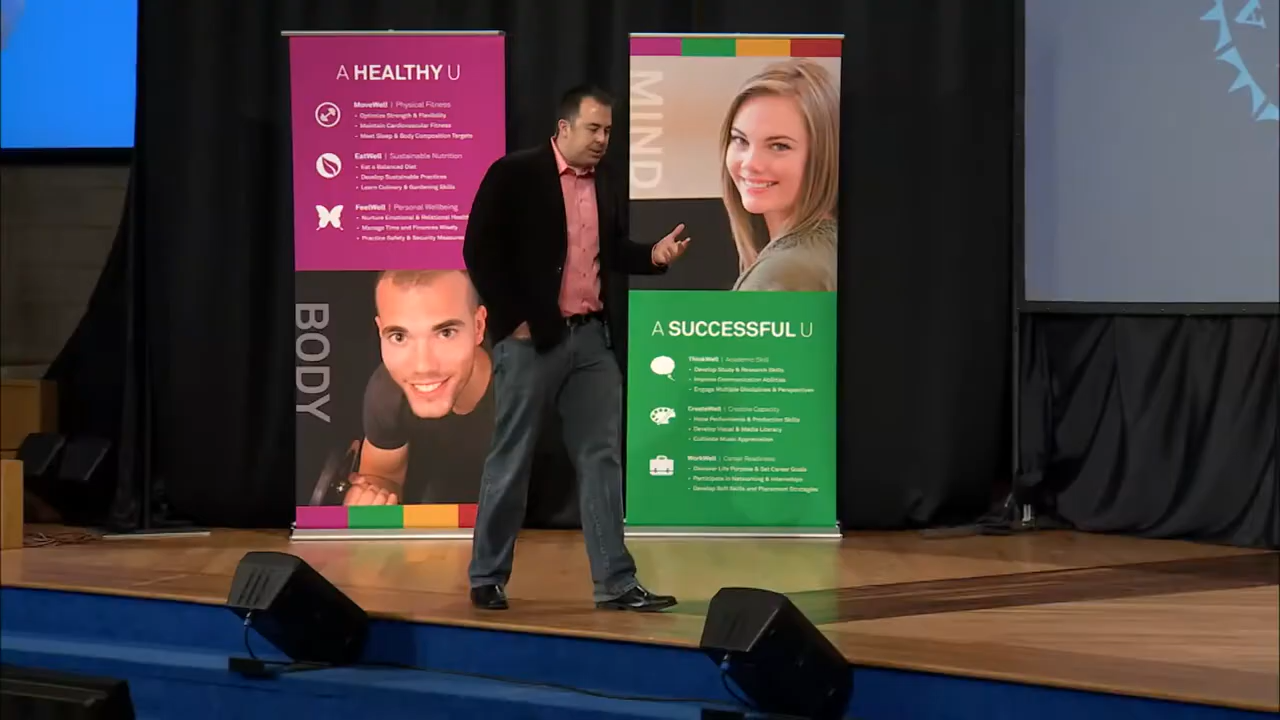 A HEALTHY U
MoveWell | Physical Fitness
• Optimize Strength & Flexibility
• Maintain Cardiovascular Fitness
• Meet Sleep & Body Composition Targets
EatWell | Sustainable Nutrition
• Eat a Balanced Diet
• Develop Sustainable Practices
• Learn Culinary & Gardening Skills
FeelWell | Personal Wellbeing
• Nurture Emotional & Relational Health
• Manage Time and Finances Wisely
• Practice Safety & Security Measures
BODY
MIND
A SUCCESSFUL U
ThinkWell | Academic Skill
• Develop Study & Research Skills
• Improve Communication Abilities
• Engage Multiple Disciplines & Perspectives
CreateWell | Creative Capacity
• Hone Performance & Production Skills
• Develop Visual & Media Literacy
• Cultivate Music Appreciation
WorkWell | Career Readiness
• Discover Life Purpose & Set Career Goals
• Participate in Networking & Internships
• Develop Soft Skills and Placement Strategies